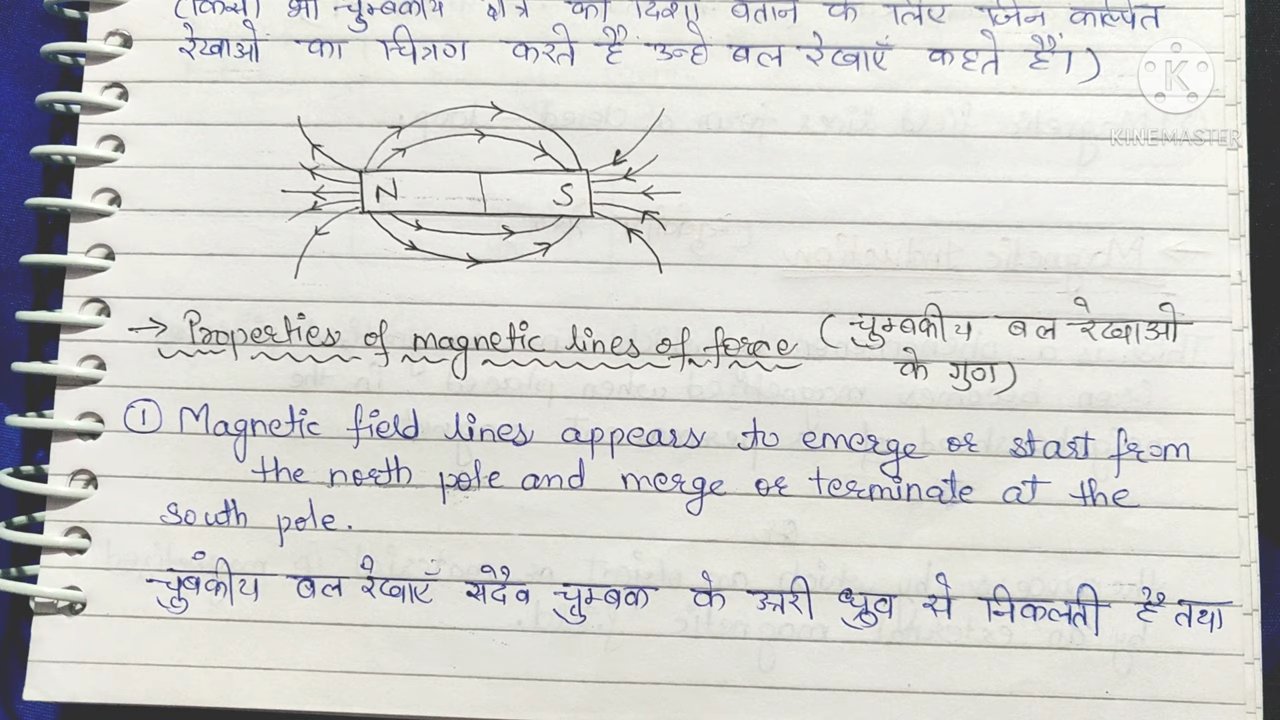 (किसी भी चुम्बकीय क्षेत्र की दिशा बताने के लिए जिन कल्पित
रेखाओं का चित्रण करते हैं उन्हे बल रेखाएँ कहते हैं।)
K
KINEMASTER
N S
→ Properties of magnetic lines of force (चुम्बकीय बल रेखाओ
के गुण)
① Magnetic field lines appears to emerge or start from
the north pole and merge or terminate at the
south pole.
चुंबकीय बल रेखाएँ सदैव चुम्बक के उत्तरी ध्रुव से निकलती है तथा